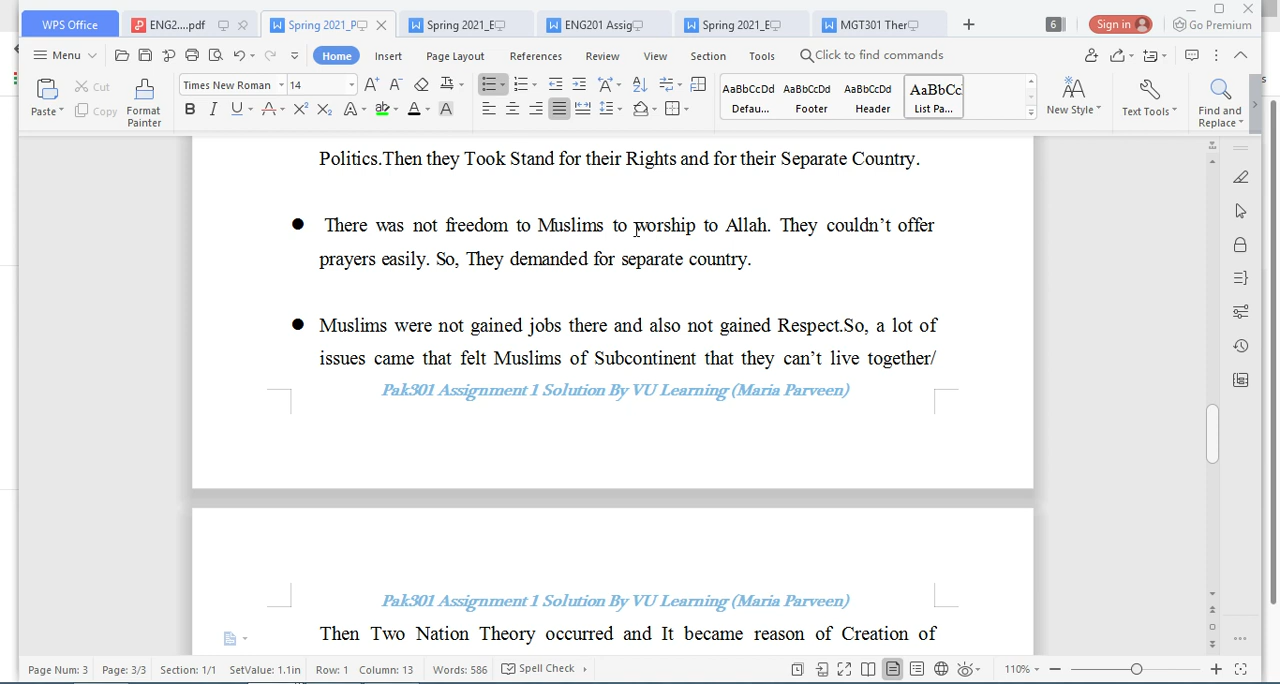 WPS Office
ENG2....pdf
Spring 2021_P
Spring 2021_E
ENG201 Assig
Spring 2021_E
MGT301 Ther
6
Sign in
Go Premium
Menu
Home
Insert
Page Layout
References
Review
View
Section
Tools
Click to find commands
Paste
Cut
Copy
Format
Painter
Times New Roman
14
AaBbCcDd
Defau...
AaBbCcDd
Footer
AaBbCcDd
Header
AaBbCc
List Pa...
New Style
Text Tools
Find and
Replace
Politics.Then they Took Stand for their Rights and for their Separate Country.
● There was not freedom to Muslims to worship to Allah. They couldn’t offer
prayers easily. So, They demanded for separate country.
● Muslims were not gained jobs there and also not gained Respect.So, a lot of
issues came that felt Muslims of Subcontinent that they can’t live together/
Pak301 Assignment 1 Solution By VU Learning (Maria Parveen)
Pak301 Assignment 1 Solution By VU Learning (Maria Parveen)
Then Two Nation Theory occurred and It became reason of Creation of
Page Num: 3
Page: 3/3
Section: 1/1
SetValue: 1.1in
Row: 1
Column: 13
Words: 586
Spell Check
110%